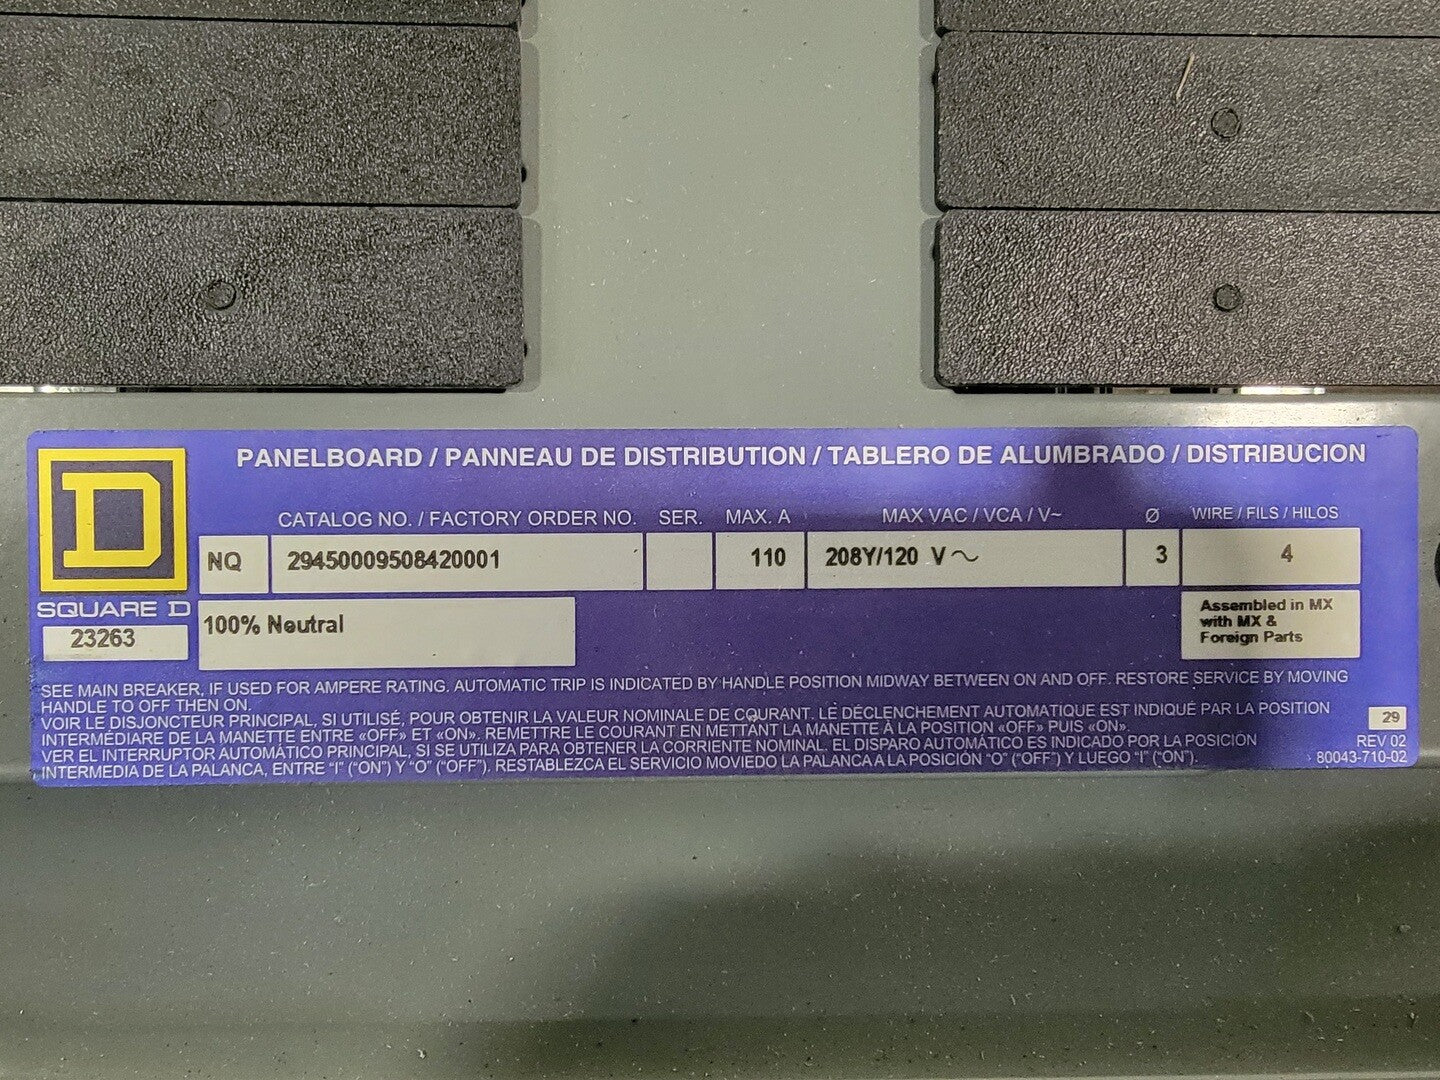 PANELBOARD / PANNEAU DE DISTRIBUTION / TABLERO DE ALUMBRADO / DISTRIBUCION
CATALOG NO. / FACTORY ORDER NO. SER. MAX. A MAX VAC / VCA / V~ Ø WIRE / FILS / HILOS
NQ 29450009508420001 110 208Y/120 V～ 3 4
D
SQUARE D
23263
100% Neutral
Assembled in MX
with MX &
Foreign Parts
SEE MAIN BREAKER, IF USED FOR AMPERE RATING. AUTOMATIC TRIP IS INDICATED BY HANDLE POSITION MIDWAY BETWEEN ON AND OFF. RESTORE SERVICE BY MOVING
HANDLE TO OFF THEN ON.
VOIR LE DISJONCTEUR PRINCIPAL, SI UTILISÉ, POUR OBTENIR LA VALEUR NOMINALE DE COURANT. LE DÉCLENCHEMENT AUTOMATIQUE EST INDIQUÉ PAR LA POSITION
INTERMÉDIARE DE LA MANETTE ENTRE «OFF» ET «ON». REMETTRE LE COURANT EN METTANT LA MANETTE À LA POSITION «OFF» PUIS «ON».
VER EL INTERRUPTOR AUTOMÁTICO PRINCIPAL, SI SE UTILIZA PARA OBTENER LA CORRIENTE NOMINAL. EL DISPARO AUTOMÁTICO ES INDICADO POR LA POSICIÓN
INTERMEDIA DE LA PALANCA, ENTRE "I" ("ON") Y "O" ("OFF"). RESTABLEZCA EL SERVICIO MOVIEDO LA PALANCA A LA POSITION "O" ("OFF") Y LUEGO "I" ("ON").
29
REV 02
80043-710-02